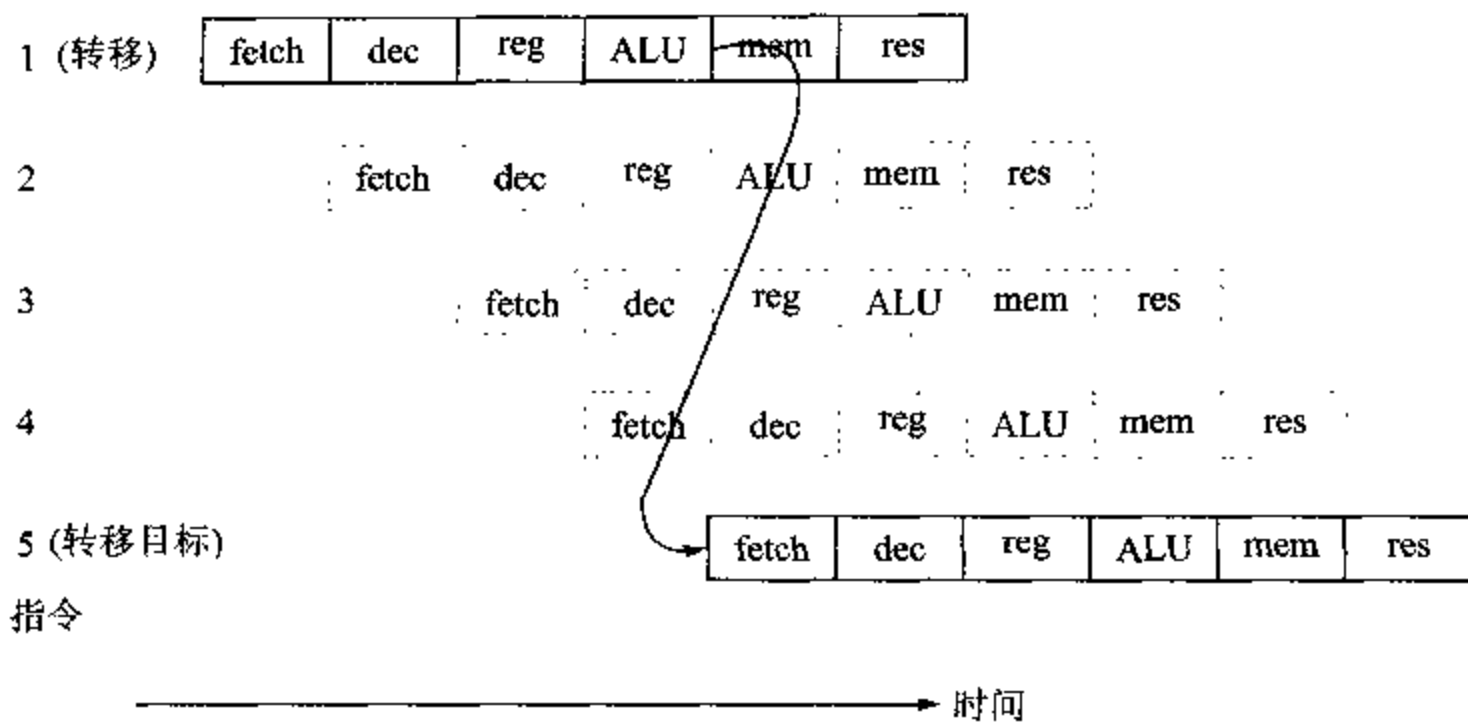 1 (转移) fetch dec reg ALU mem res
2 fetch dec reg ALU mem res
3 fetch dec reg ALU mem res
4 fetch dec reg ALU mem res
5 (转移目标) fetch dec reg ALU mem res
指令
时间